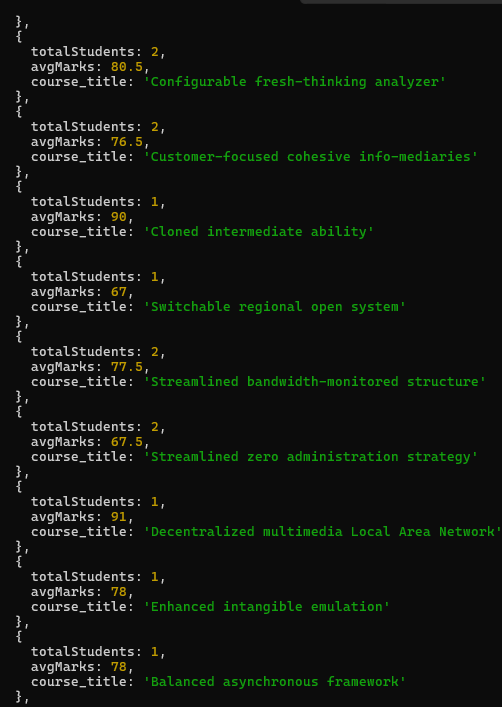 },
{
totalStudents: 2,
avgMarks: 80.5,
course_title: 'Configurable fresh-thinking analyzer'
},
{
totalStudents: 2,
avgMarks: 76.5,
course_title: 'Customer-focused cohesive info-mediaries'
},
{
totalStudents: 1,
avgMarks: 90,
course_title: 'Cloned intermediate ability'
},
{
totalStudents: 1,
avgMarks: 67,
course_title: 'Switchable regional open system'
},
{
totalStudents: 2,
avgMarks: 77.5,
course_title: 'Streamlined bandwidth-monitored structure'
},
{
totalStudents: 2,
avgMarks: 67.5,
course_title: 'Streamlined zero administration strategy'
},
{
totalStudents: 1,
avgMarks: 91,
course_title: 'Decentralized multimedia Local Area Network'
},
{
totalStudents: 1,
avgMarks: 78,
course_title: 'Enhanced intangible emulation'
},
{
totalStudents: 1,
avgMarks: 78,
course_title: 'Balanced asynchronous framework'
},